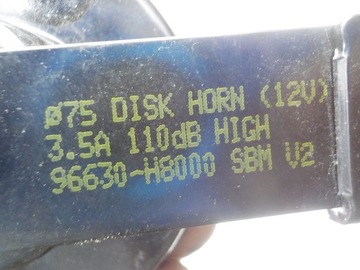 Ø75 DISK HORN (12V)
3.5A 110dB HIGH
96630-H8000 SBM V2